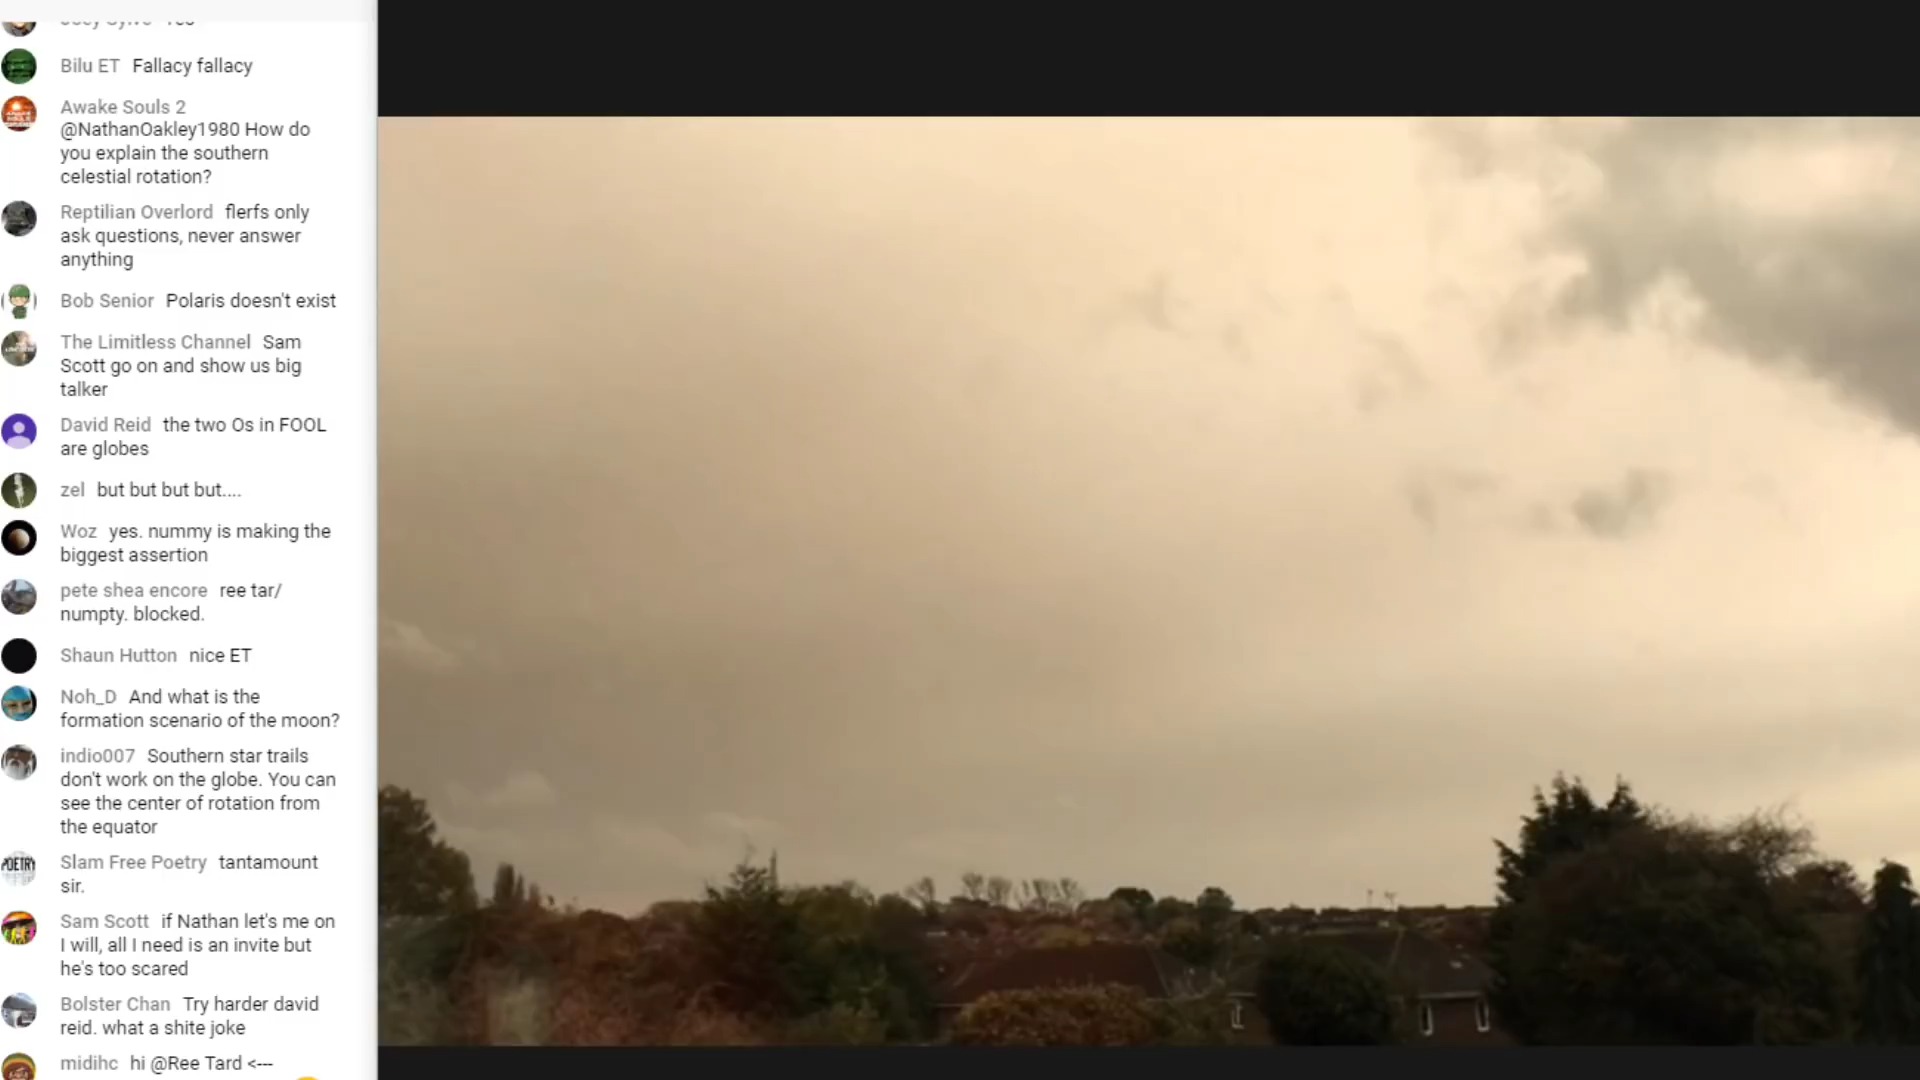 Bilu ET Fallacy fallacy
Awake Souls 2
@NathanOakley1980 How do
you explain the southern
celestial rotation?
Reptilian Overlord flerfs only
ask questions, never answer
anything
Bob Senior Polaris doesn't exist
The Limitless Channel Sam
Scott go on and show us big
talker
David Reid the two Os in FOOL
are globes
zel but but but but....
Woz yes. nummy is making the
biggest assertion
pete shea encore ree tar/
numpty. blocked.
Shaun Hutton nice ET
Noh_D And what is the
formation scenario of the moon?
indio007 Southern star trails
don't work on the globe. You can
see the center of rotation from
the equator
POETRY
Slam Free Poetry tantamount
sir.
Sam Scott if Nathan let's me on
I will, all I need is an invite but
he's too scared
Bolster Chan Try harder david
reid. what a shite joke
midihc hi @Ree Tard <---